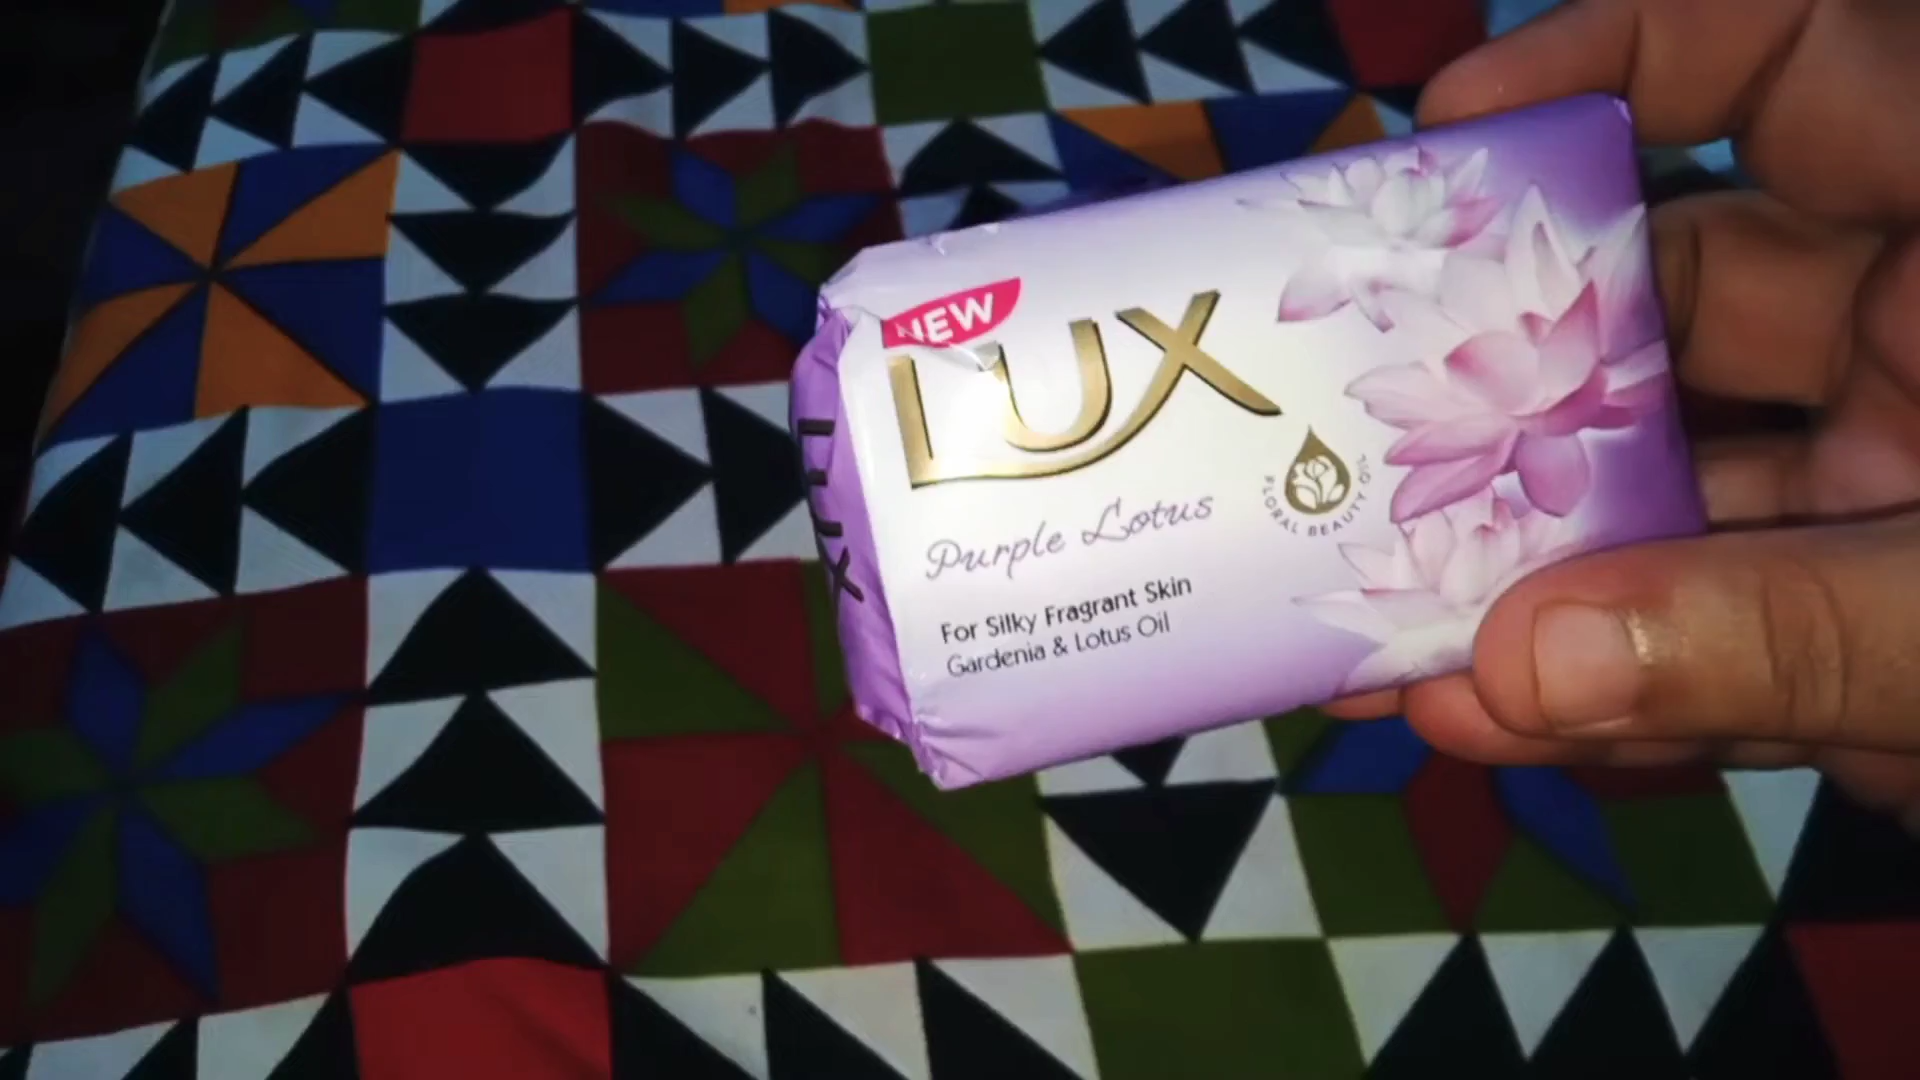 NEW
LUX
Purple Lotus
For Silky Fragrant Skin
Gardenia & Lotus Oil
FLORAL BEAUTY OIL
LUX